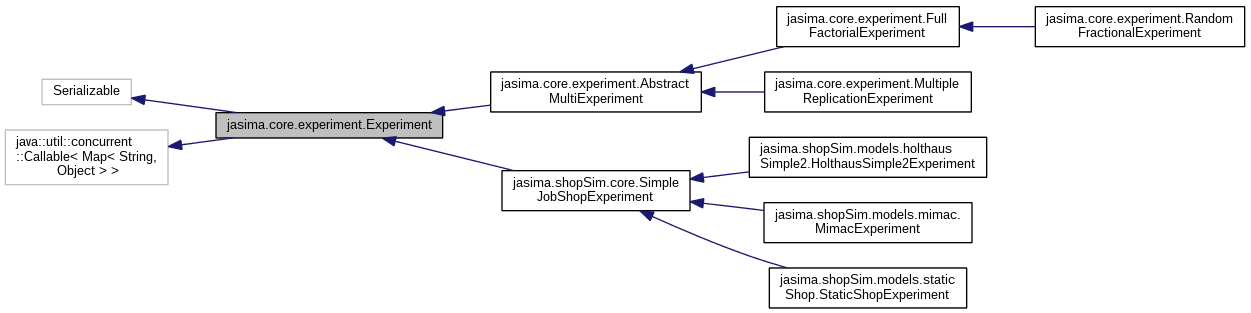 jasima.core.experiment.Full
FactorialExperiment
jasima.core.experiment.Random
FractionalExperiment
Serializable
jasima.core.experiment.Abstract
MultiExperiment
jasima.core.experiment.Multiple
ReplicationExperiment
jasima.core.experiment.Experiment
java::util::concurrent
::Callable< Map< String,
Object > >
jasima.shopSim.models.holthaus
Simple2.HolthausSimple2Experiment
jasima.shopSim.core.Simple
JobShopExperiment
jasima.shopSim.models.mimac.
MimacExperiment
jasima.shopSim.models.static
Shop.StaticShopExperiment